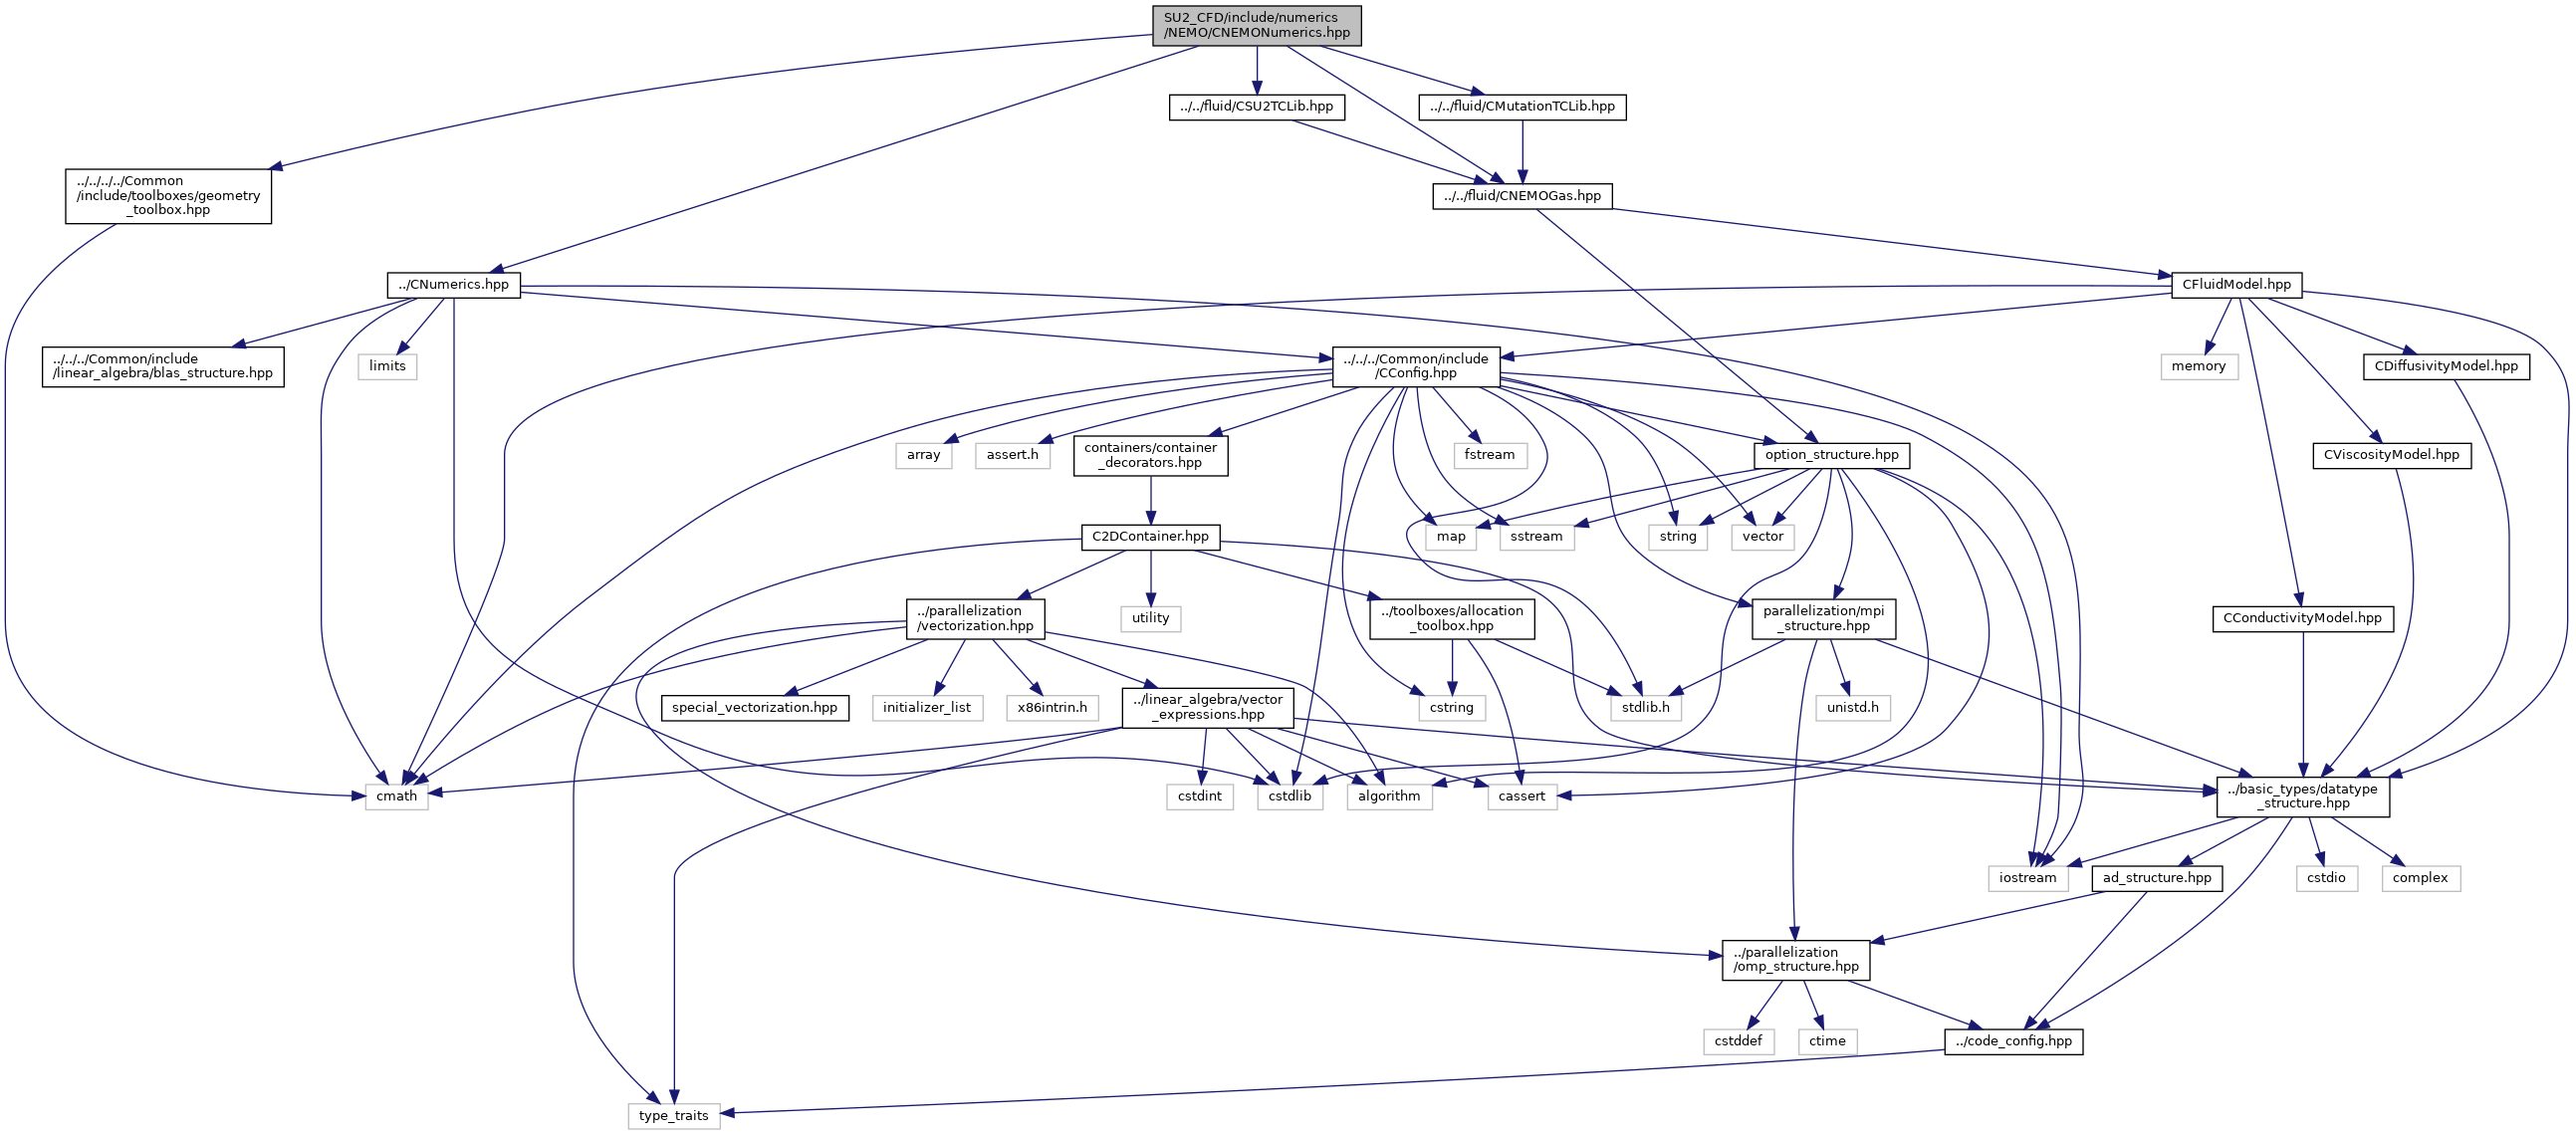 SU2_CFD/include/numerics
/NEMO/CNEMONumerics.hpp
../../fluid/CSU2TCLib.hpp
../../fluid/CMutationTCLib.hpp
../../../../Common
/include/toolboxes/geometry
_toolbox.hpp
../../fluid/CNEMOGas.hpp
../CNumerics.hpp
CFluidModel.hpp
../../../Common/include
/linear_algebra/blas_structure.hpp
limits
../../../Common/include
/CConfig.hpp
memory
CDiffusivityModel.hpp
array
assert.h
containers/container
_decorators.hpp
fstream
option_structure.hpp
CViscosityModel.hpp
C2DContainer.hpp
map
sstream
string
vector
../parallelization
/vectorization.hpp
utility
../toolboxes/allocation
_toolbox.hpp
parallelization/mpi
_structure.hpp
CConductivityModel.hpp
special_vectorization.hpp
initializer_list
x86intrin.h
../linear_algebra/vector
_expressions.hpp
cstring
stdlib.h
unistd.h
cmath
cstdint
cstdlib
algorithm
cassert
../basic_types/datatype
_structure.hpp
iostream
ad_structure.hpp
cstdio
complex
../parallelization
/omp_structure.hpp
cstddef
ctime
../code_config.hpp
type_traits